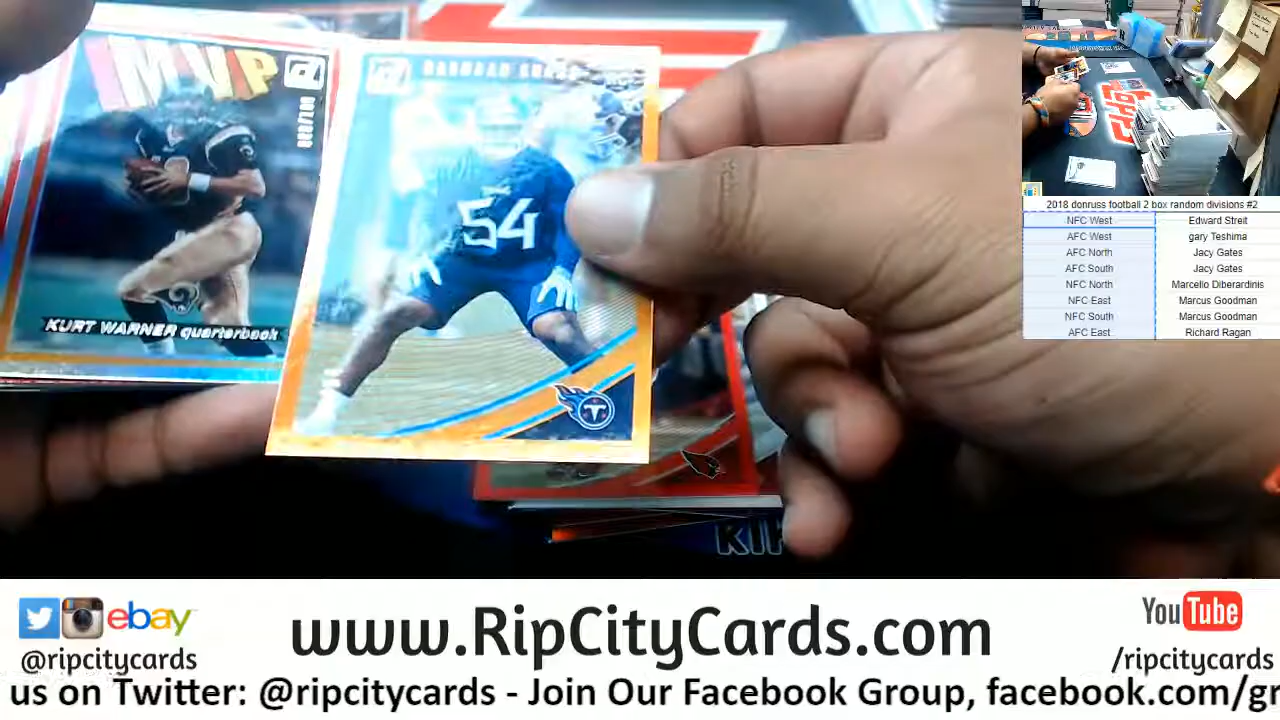 MVP
KURT WARNER quarterback
54
T
KIK
2018 donruss football 2 box random divisions #2
NFC West Edward Streit
AFC West gary Teshima
AFC North Jacy Gates
AFC South Jacy Gates
NFC North Marcello Diberardinis
NFC East Marcus Goodman
NFC South Marcus Goodman
AFC East Richard Ragan
ebay
@ripcitycards
www.RipCityCards.com
YouTube
/ripcitycards
us on Twitter: @ripcitycards - Join Our Facebook Group, facebook.com/gr